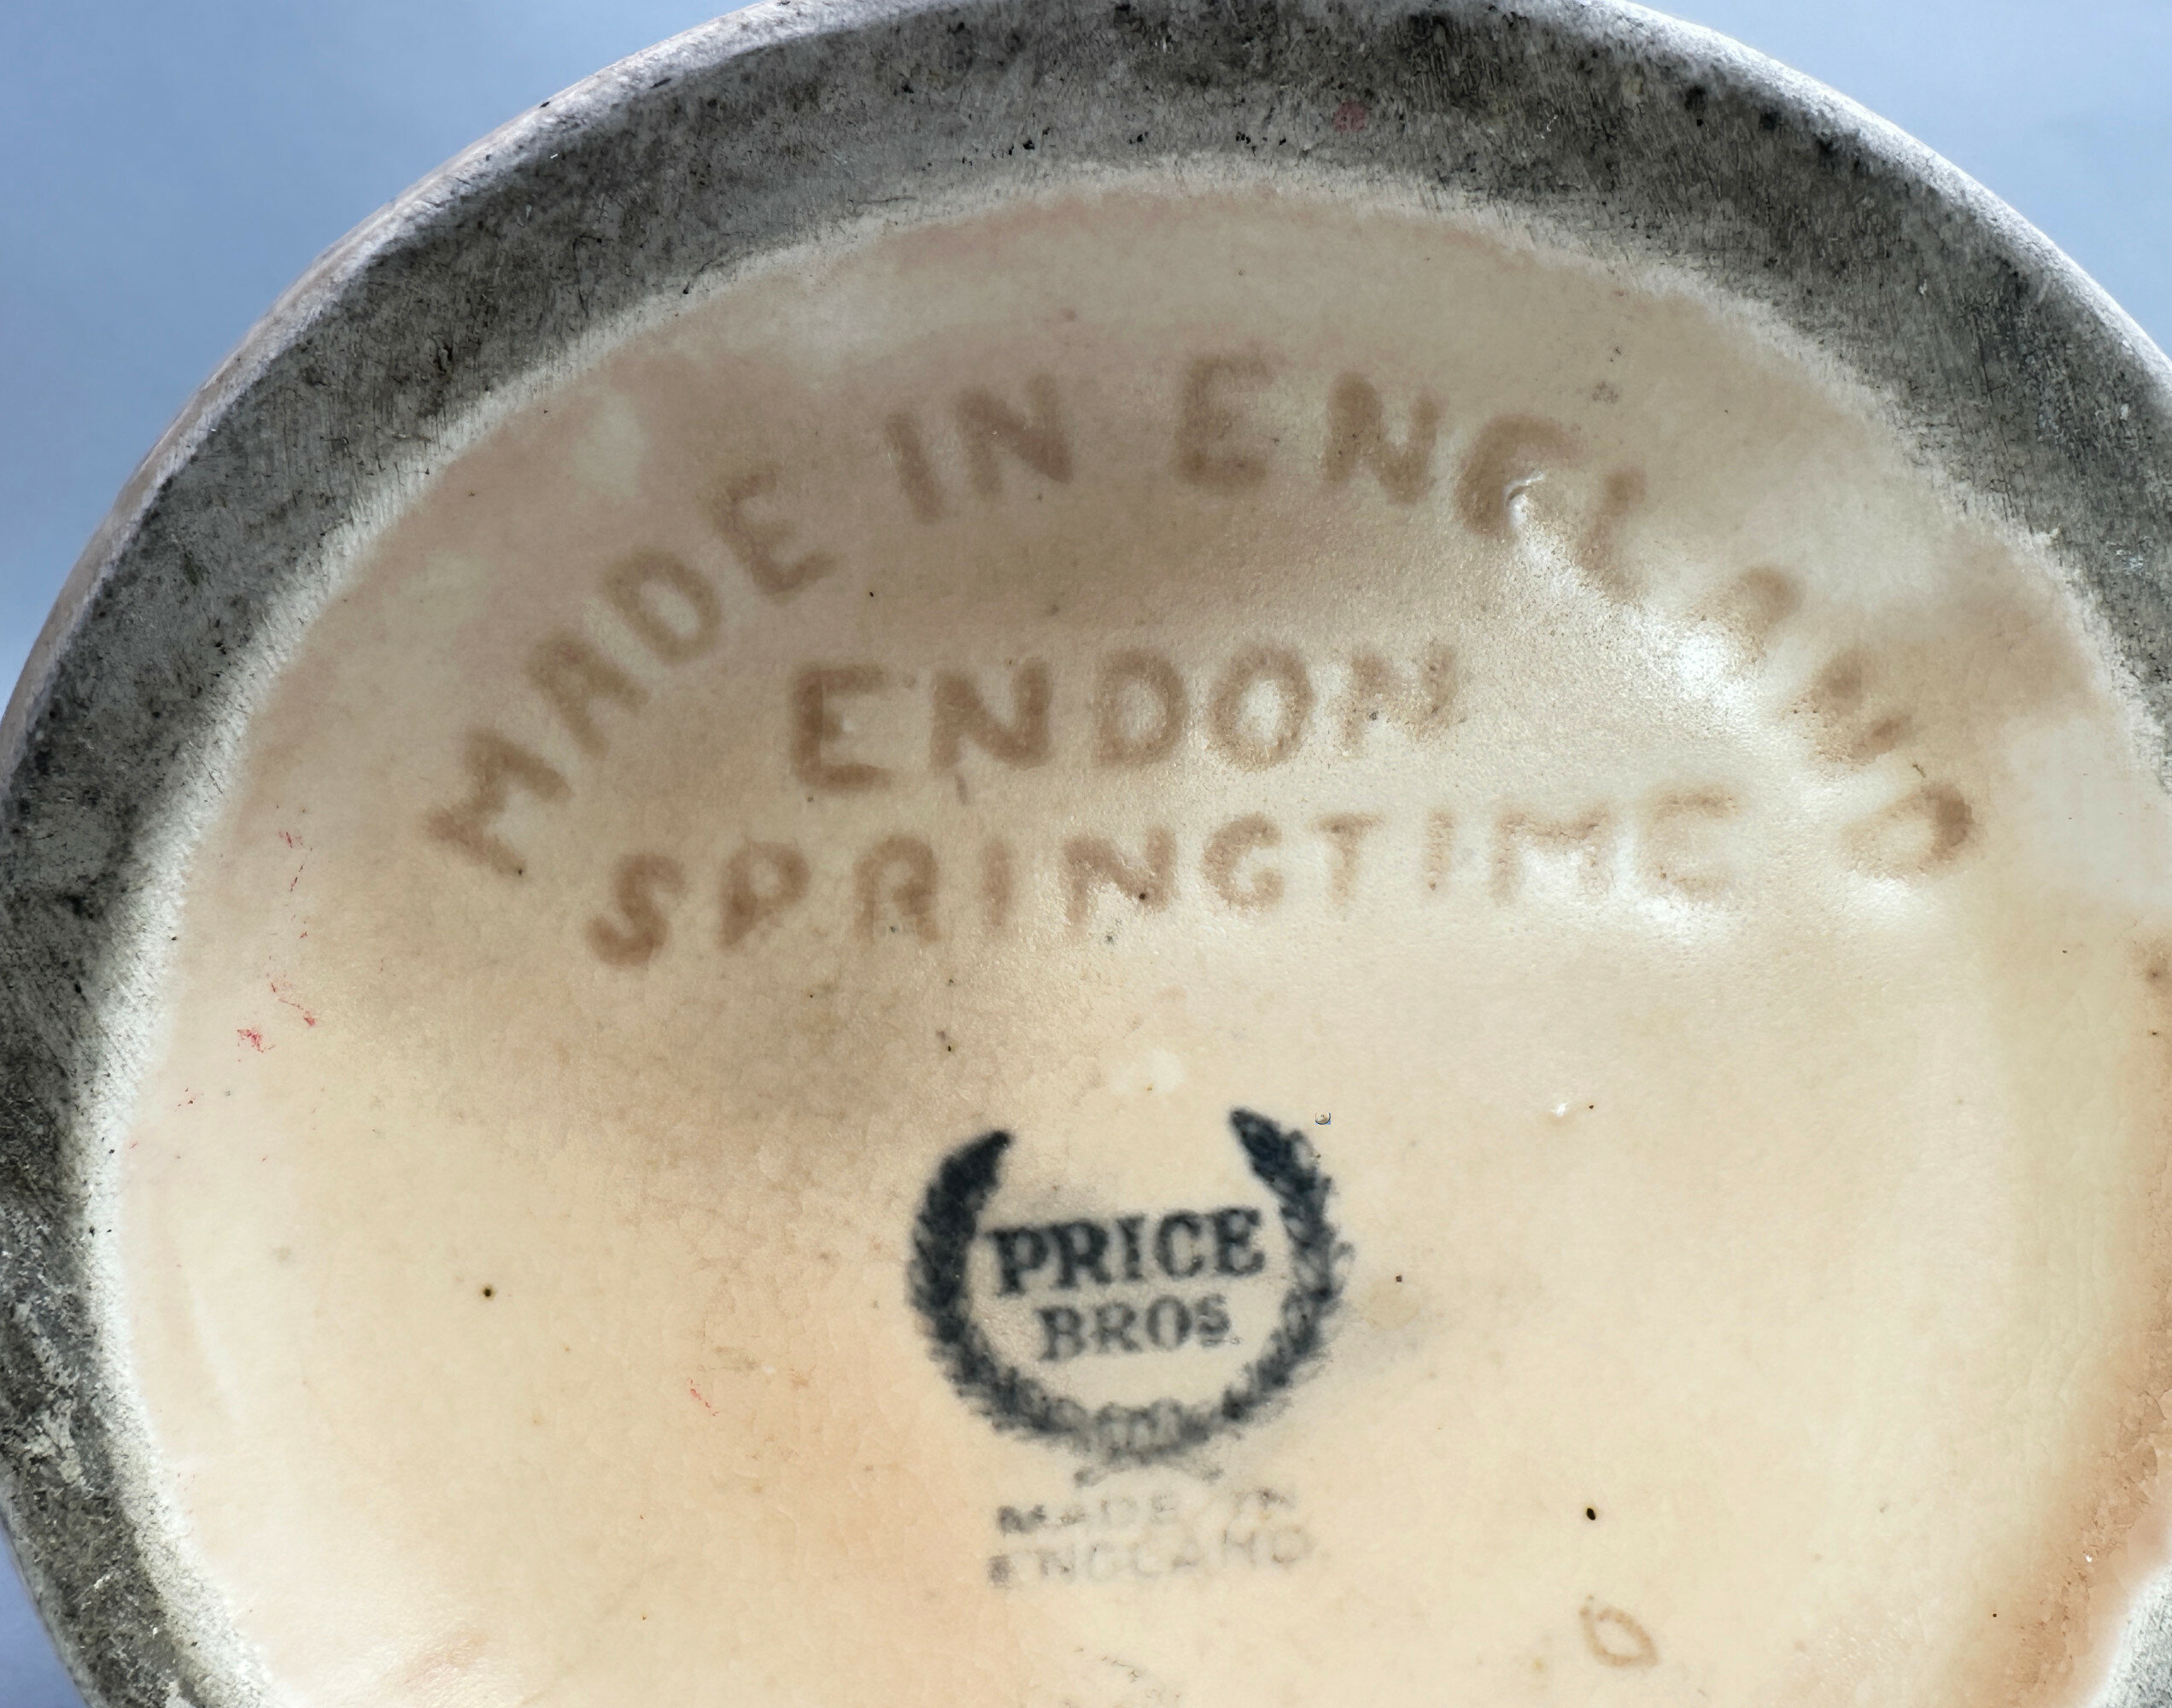 MADE IN ENGLAND
ENDON
SPRINGTIME
PRICE
BROS
MADE IN
ENGLAND